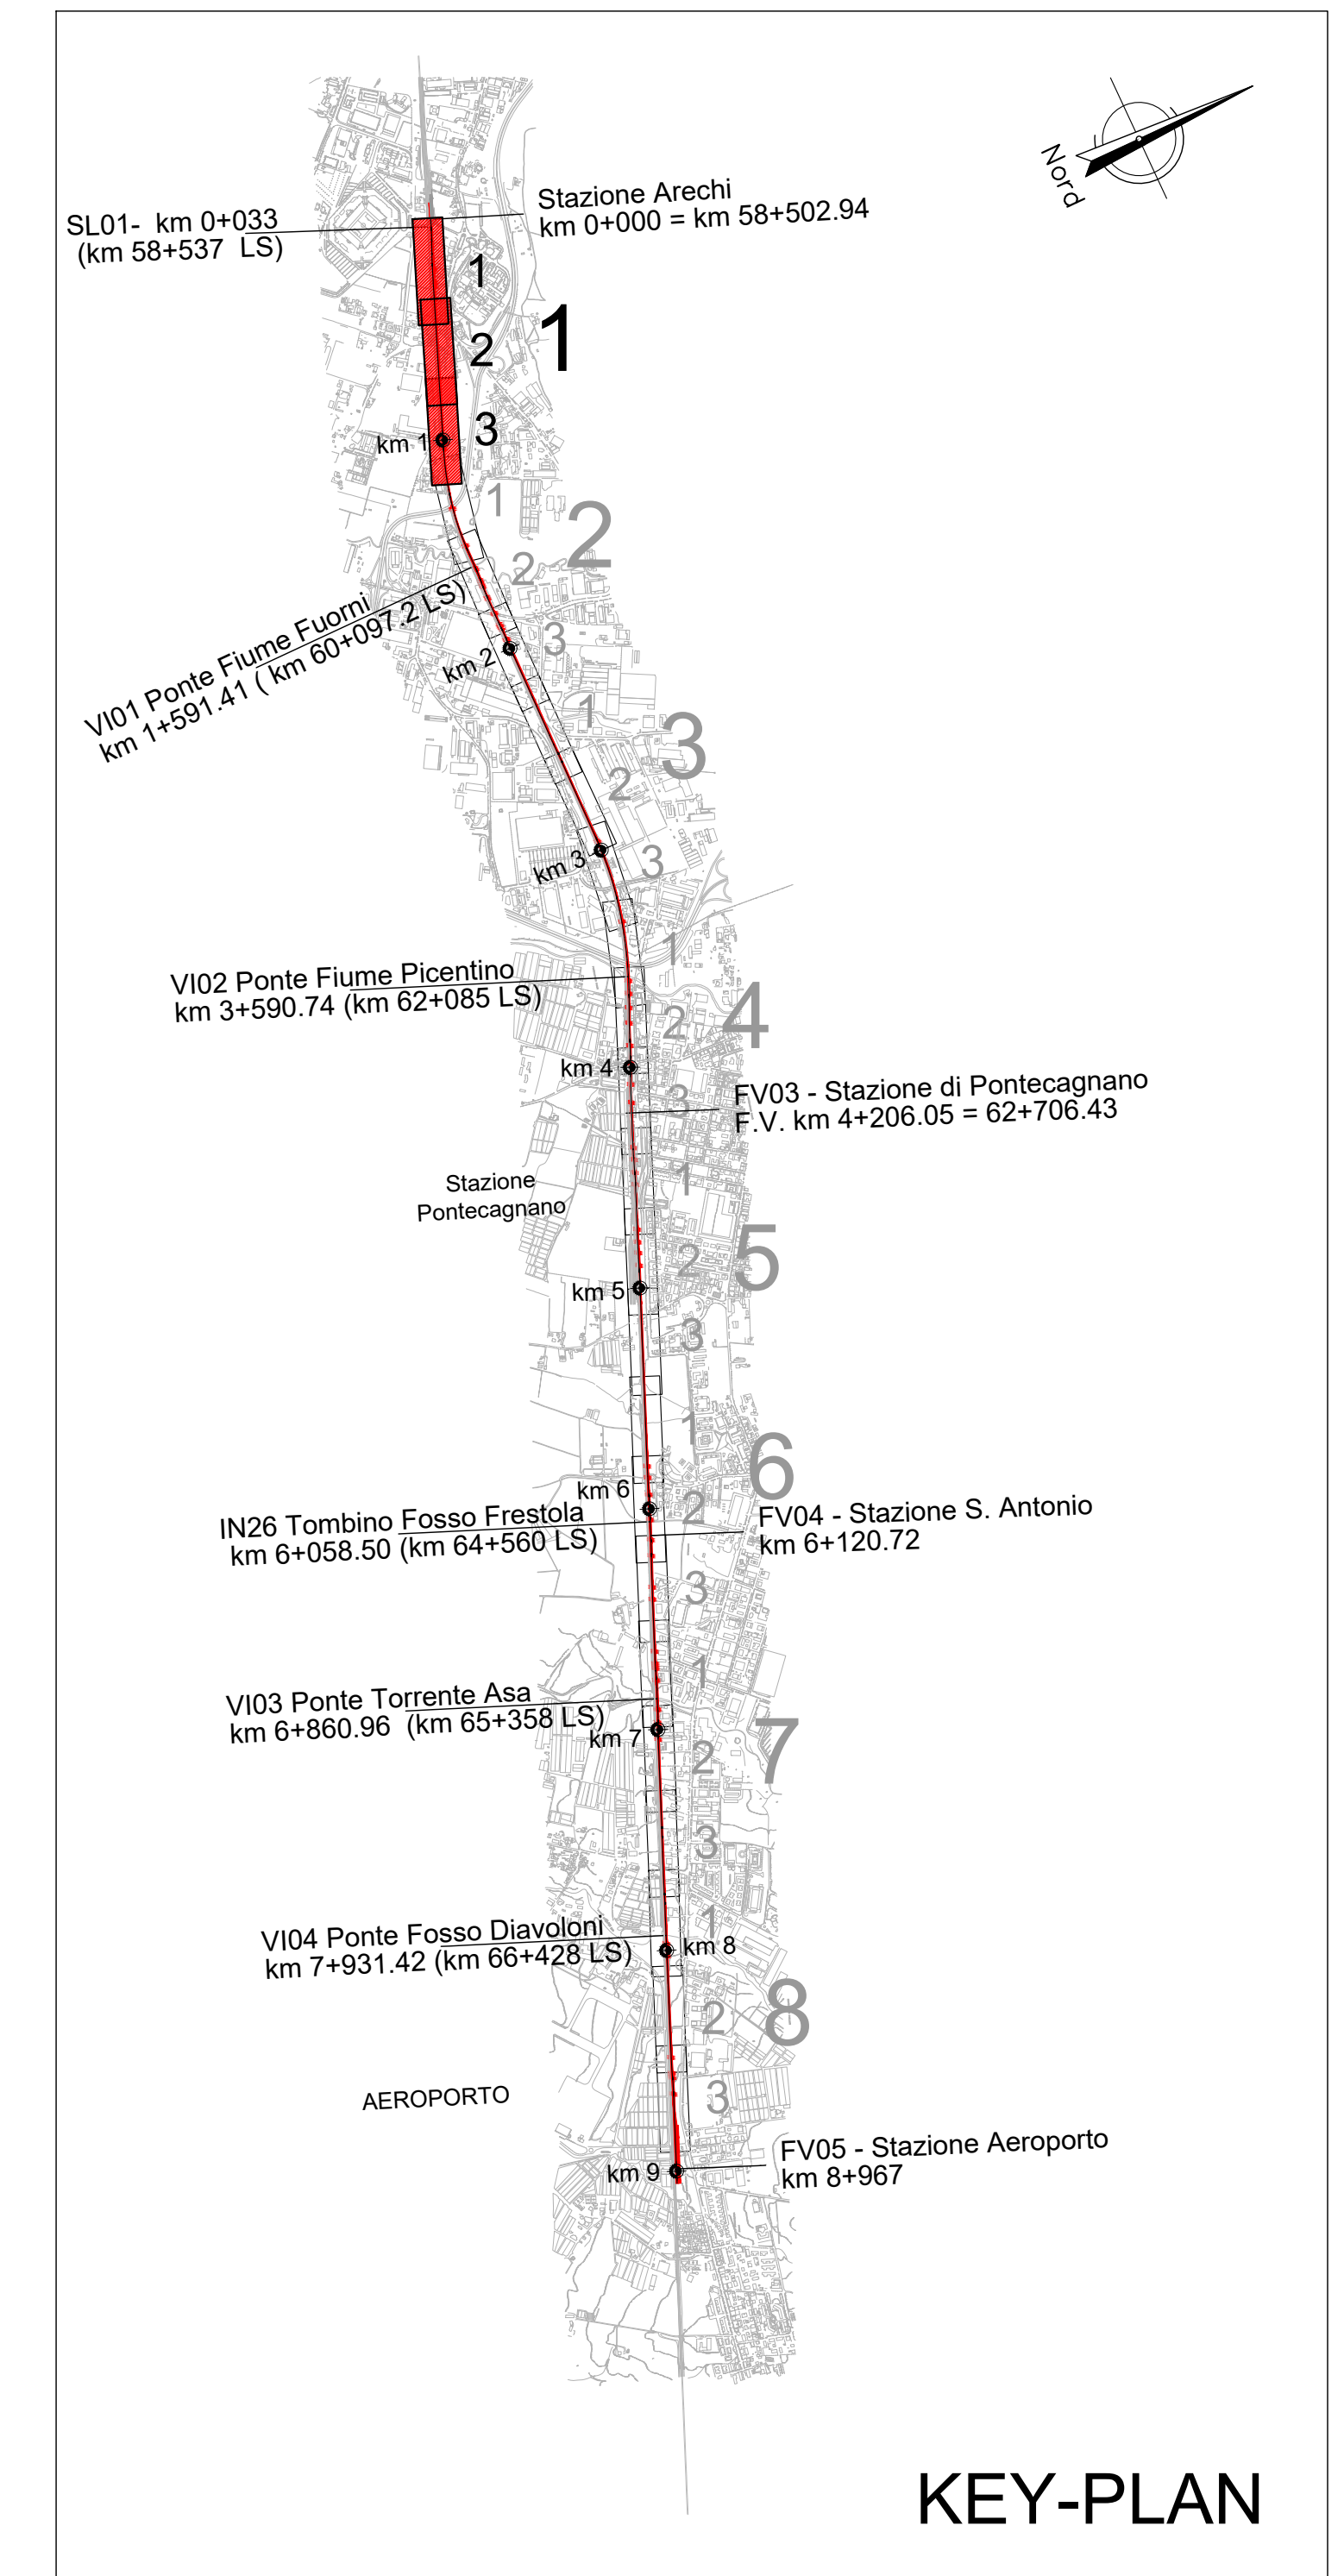 Nord
Stazione Arechi
km 0+000 = km 58+502.94
SL01- km 0+033
(km 58+537 LS)
1
2
1
3
km 1
1
2
2
VI01 Ponte Fiume Fuorni
km 1+591.41 ( km 60+097.2 LS)
3
km 2
1
3
2
km 3
3
1
VI02 Ponte Fiume Picentino
km 3+590.74 (km 62+085 LS)
2
4
km 4
3
FV03 - Stazione di Pontecagnano
F.V. km 4+206.05 = 62+706.43
1
Stazione
Pontecagnano
2
5
km 5
3
1
6
km 6
2
IN26 Tombino Fosso Frestola
km 6+058.50 (km 64+560 LS)
FV04 - Stazione S. Antonio
km 6+120.72
3
1
VI03 Ponte Torrente Asa
km 6+860.96 (km 65+358 LS)
km 7
2
7
3
1
VI04 Ponte Fosso Diavoloni
km 7+931.42 (km 66+428 LS)
km 8
2
8
AEROPORTO
3
FV05 - Stazione Aeroporto
km 8+967
km 9
KEY-PLAN